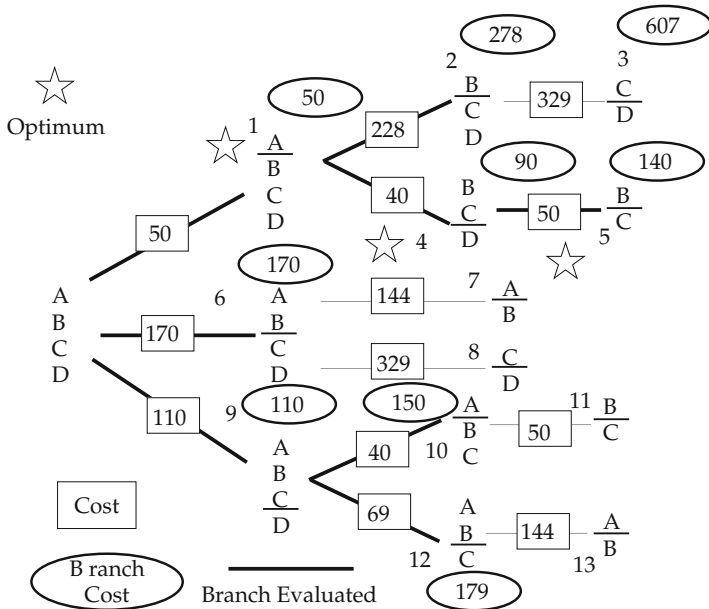 278
607
2
3
B
C
D
329
C
D
50
1
A
B
C
D
228
Optimum
90
140
40
B
C
D
50
B
C
4
5
50
170
A
B
C
D
6
A
B
C
D
144
7
A
B
170
329
8
C
D
110
9
110
150
A
B
C
D
40
10
A
B
C
50
11
B
C
69
12
A
B
C
144
13
A
B
179
Cost
B ranch
Cost
Branch Evaluated